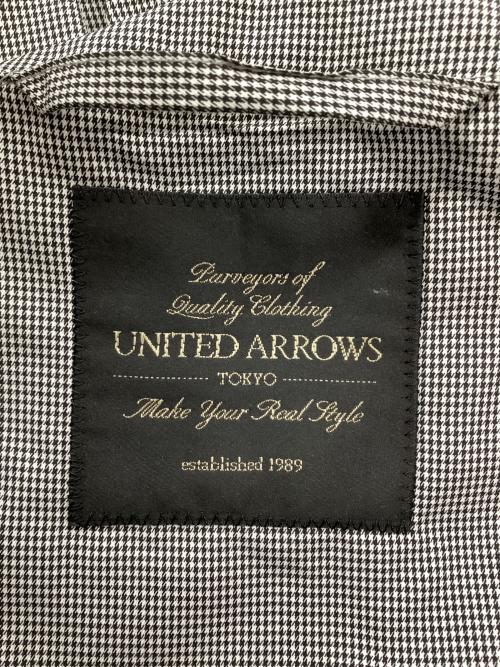 Purveyors of
Quality Clothing
UNITED ARROWS
TOKYO
Make Your Real Style
established 1989